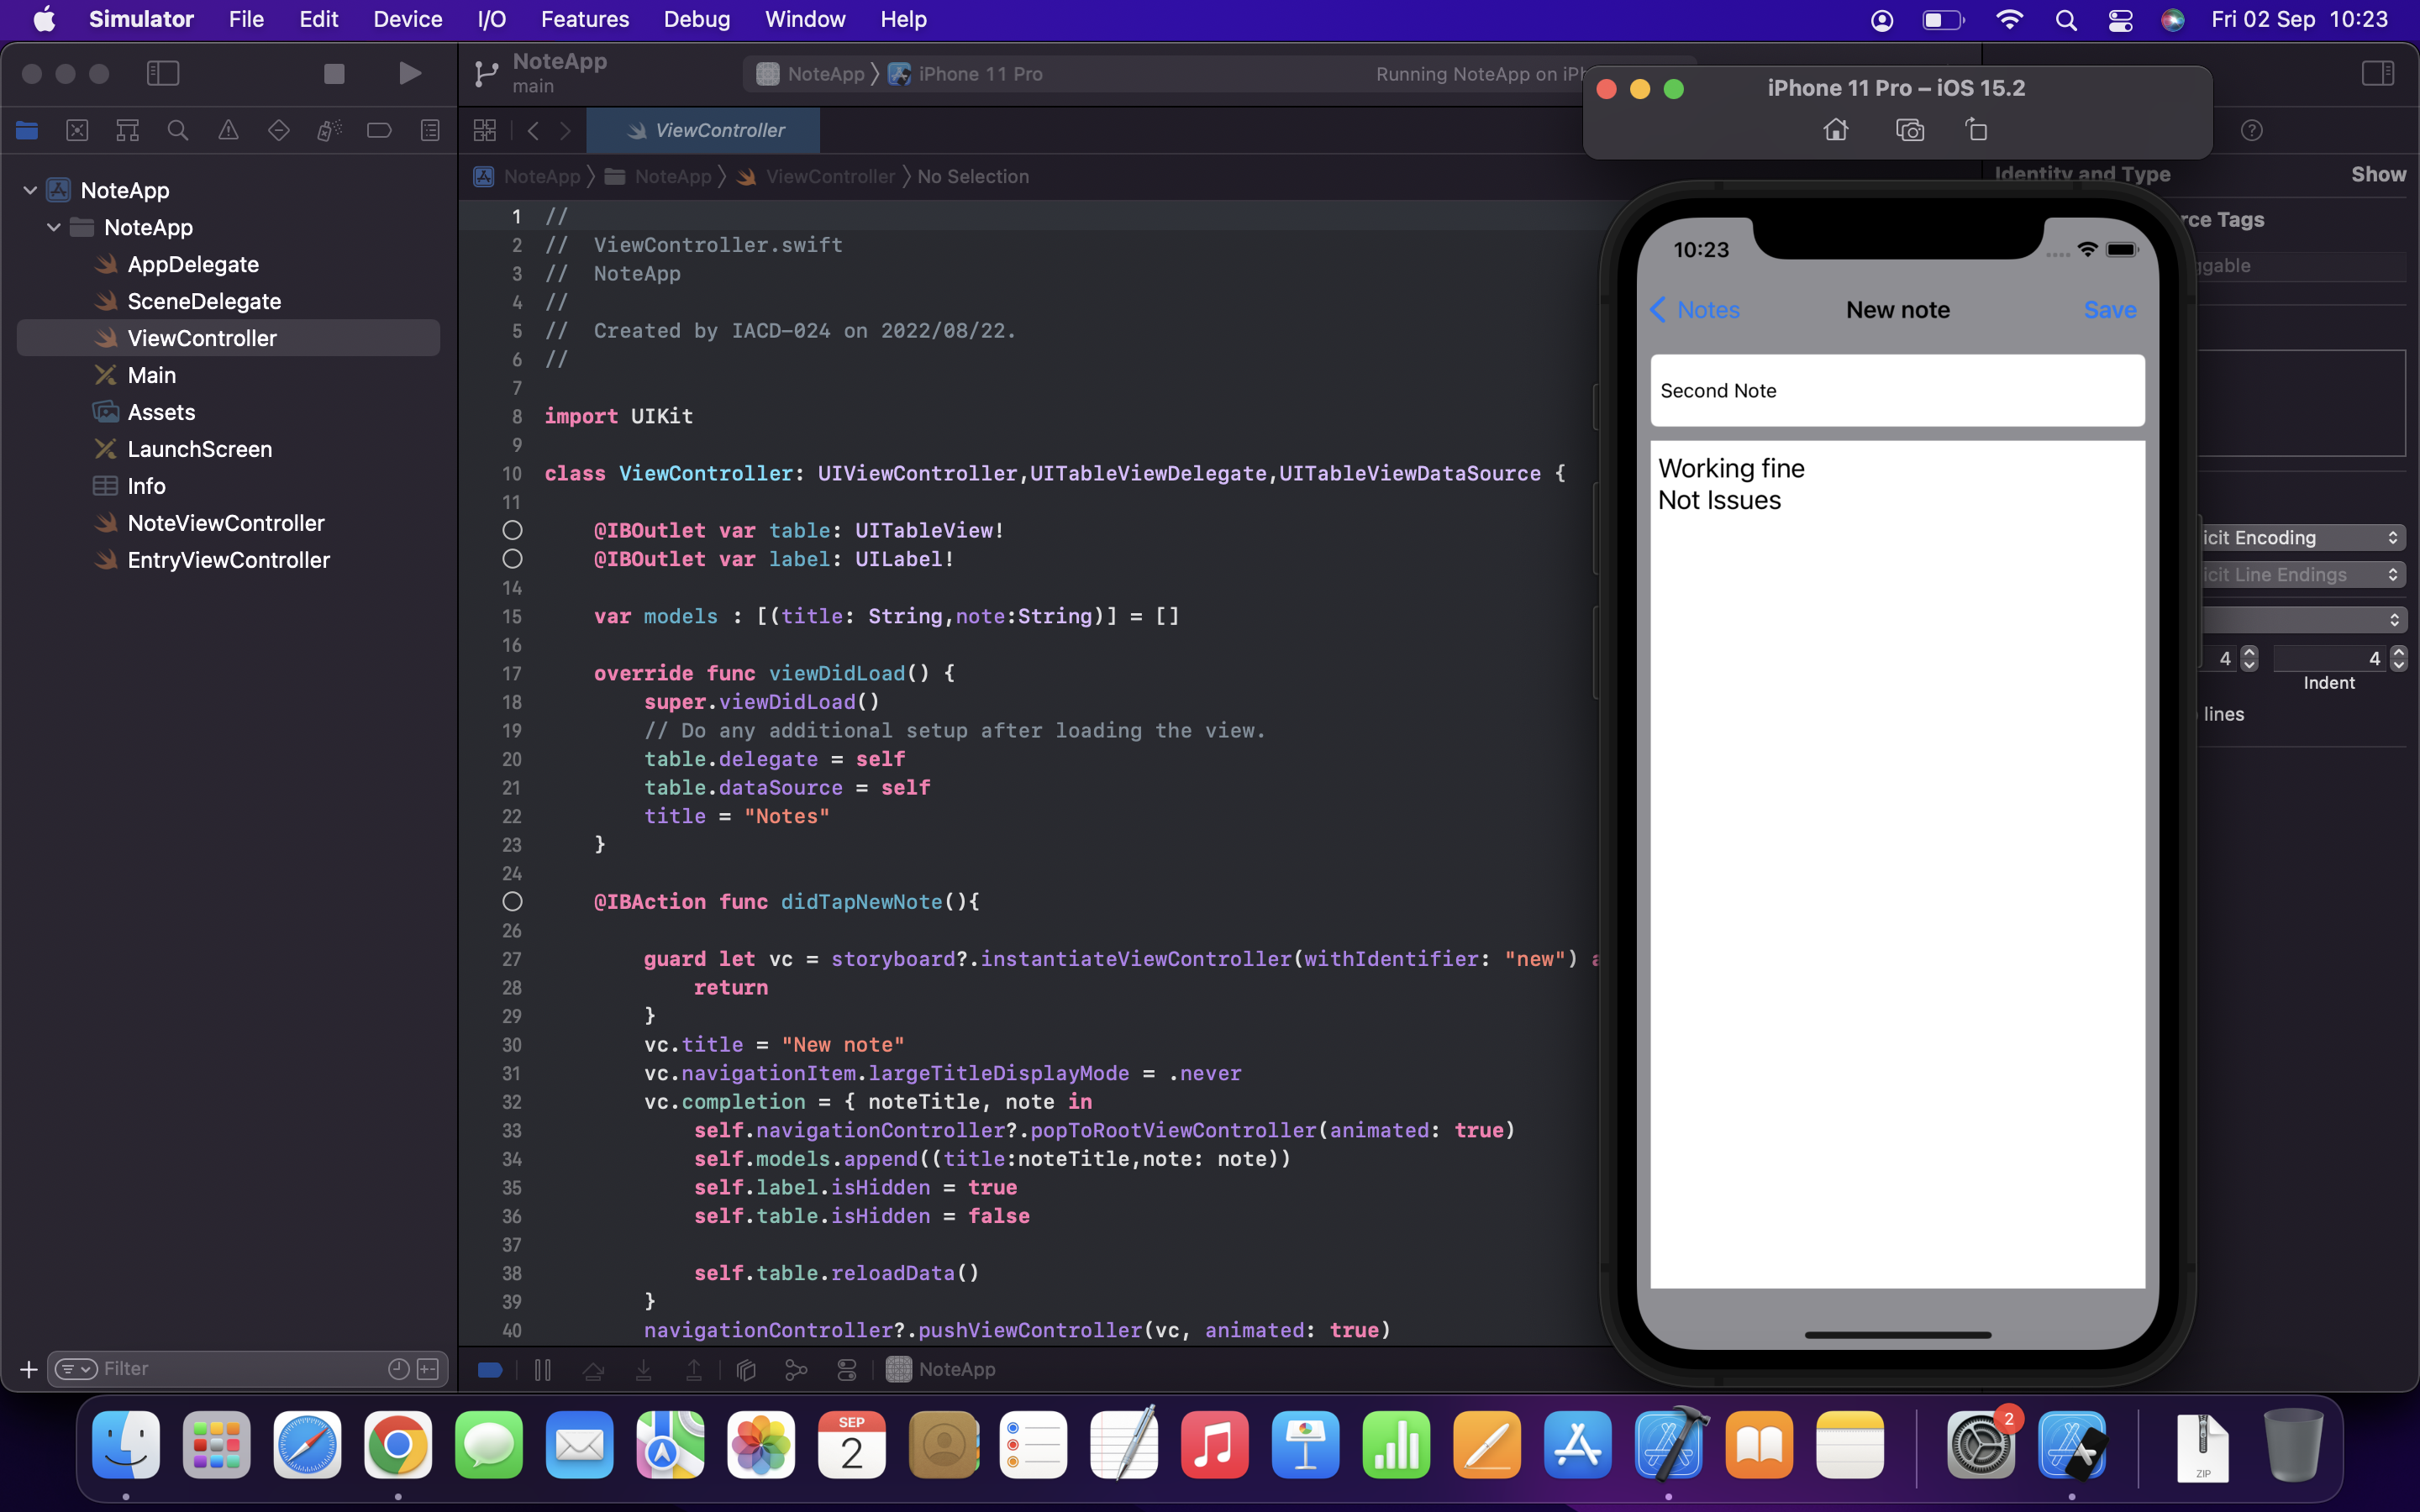 Simulator File Edit Device I/O Features Debug Window Help Fri 02 Sep 10:23
NoteApp
main
NoteApp iPhone 11 Pro Running NoteApp on iPh
ViewController
NoteApp NoteApp ViewController No Selection
NoteApp
NoteApp
AppDelegate
SceneDelegate
ViewController
Main
Assets
LaunchScreen
Info
NoteViewController
EntryViewController
Filter
1 //
2 //  ViewController.swift
3 //  NoteApp
4 //
5 //  Created by IACD-024 on 2022/08/22.
6 //
7
8 import UIKit
9
10 class ViewController: UIViewController,UITableViewDelegate,UITableViewDataSource {
11
@IBOutlet var table: UITableView!
@IBOutlet var label: UILabel!
14
15 var models : [(title: String,note:String)] = []
16
17 override func viewDidLoad() {
18 super.viewDidLoad()
19 // Do any additional setup after loading the view.
20 table.delegate = self
21 table.dataSource = self
22 title = "Notes"
23 }
24
@IBAction func didTapNewNote(){
26
27 guard let vc = storyboard?.instantiateViewController(withIdentifier: "new") a
28 return
29 }
30 vc.title = "New note"
31 vc.navigationItem.largeTitleDisplayMode = .never
32 vc.completion = { noteTitle, note in
33 self.navigationController?.popToRootViewController(animated: true)
34 self.models.append((title:noteTitle,note: note))
35 self.label.isHidden = true
36 self.table.isHidden = false
37
38 self.table.reloadData()
39 }
40 navigationController?.pushViewController(vc, animated: true)
NoteApp
iPhone 11 Pro – iOS 15.2
10:23
Notes New note Save
Second Note
Working fine
Not Issues
Identity and Type Show
rce Tags
ggable
icit Encoding
icit Line Endings
4 4
Indent
lines
SEP
2
2
ZIP